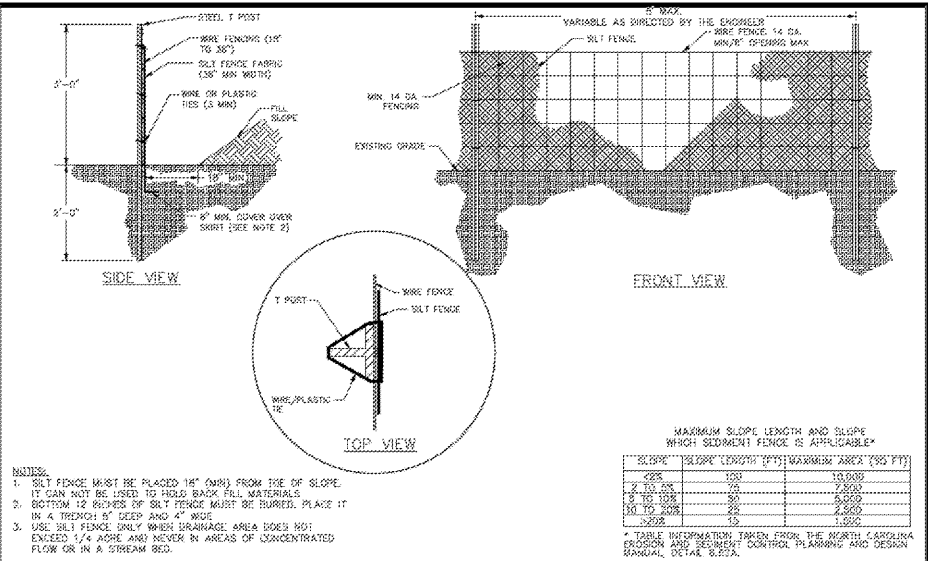 STEEL T POST
WIRE FENCING (18"
TO 36")
SILT FENCE FABRIC
(36" MIN WIDTH)
WIRE OR PLASTIC
TIES (3 MIN)
FILL
SLOPE
3'-0"
18" MIN
2'-0"
MIN. COVER OVER
SKIRT (SEE NOTE 2)
SIDE VIEW
MAX.
VARIABLE AS DIRECTED BY THE ENGINEER
SILT FENCE
WIRE FENCE 14 GA.
MIN/6" OPENING MAX
MIN. 14 GA.
FENCING
EXISTING GRADE
FRONT VIEW
T POST
WIRE FENCE
SILT FENCE
WIRE/PLASTIC
TIE
TOP VIEW
NOTES:
1. SILT FENCE MUST BE PLACED 18" (MIN) FROM TOE OF SLOPE.
IT CAN NOT BE USED TO HOLD BACK FILL MATERIALS
2. BOTTOM 12 INCHES OF SILT FENCE MUST BE BURIED. PLACE IT
IN A TRENCH DEEP AND 4" WIDE
3. USE SILT FENCE ONLY WHEN DRAINAGE AREA DOES NOT
EXCEED 1/4 ACRE AND NEVER IN AREAS OF CONCENTRATED
FLOW OR IN A STREAM BED.
MAXIMUM SLOPE LENGTH AND SLOPE
WHICH SEDIMENT FENCE IS APPLICABLE*
SLOPE SLOPE LENGTH (FT) MAXIMUM AREA (SQ FT)
<2% 100 10,000
2 TO 5% 75 7,500
TO 10% 50 5,000
10 TO 20% 25 2,500
>20% 15 1,500
* TABLE INFORMATION TAKEN FROM THE NORTH CAROLINA
EROSION AND SEDIMENT CONTROL PLANNING AND DESIGN
MANUAL, DETAIL